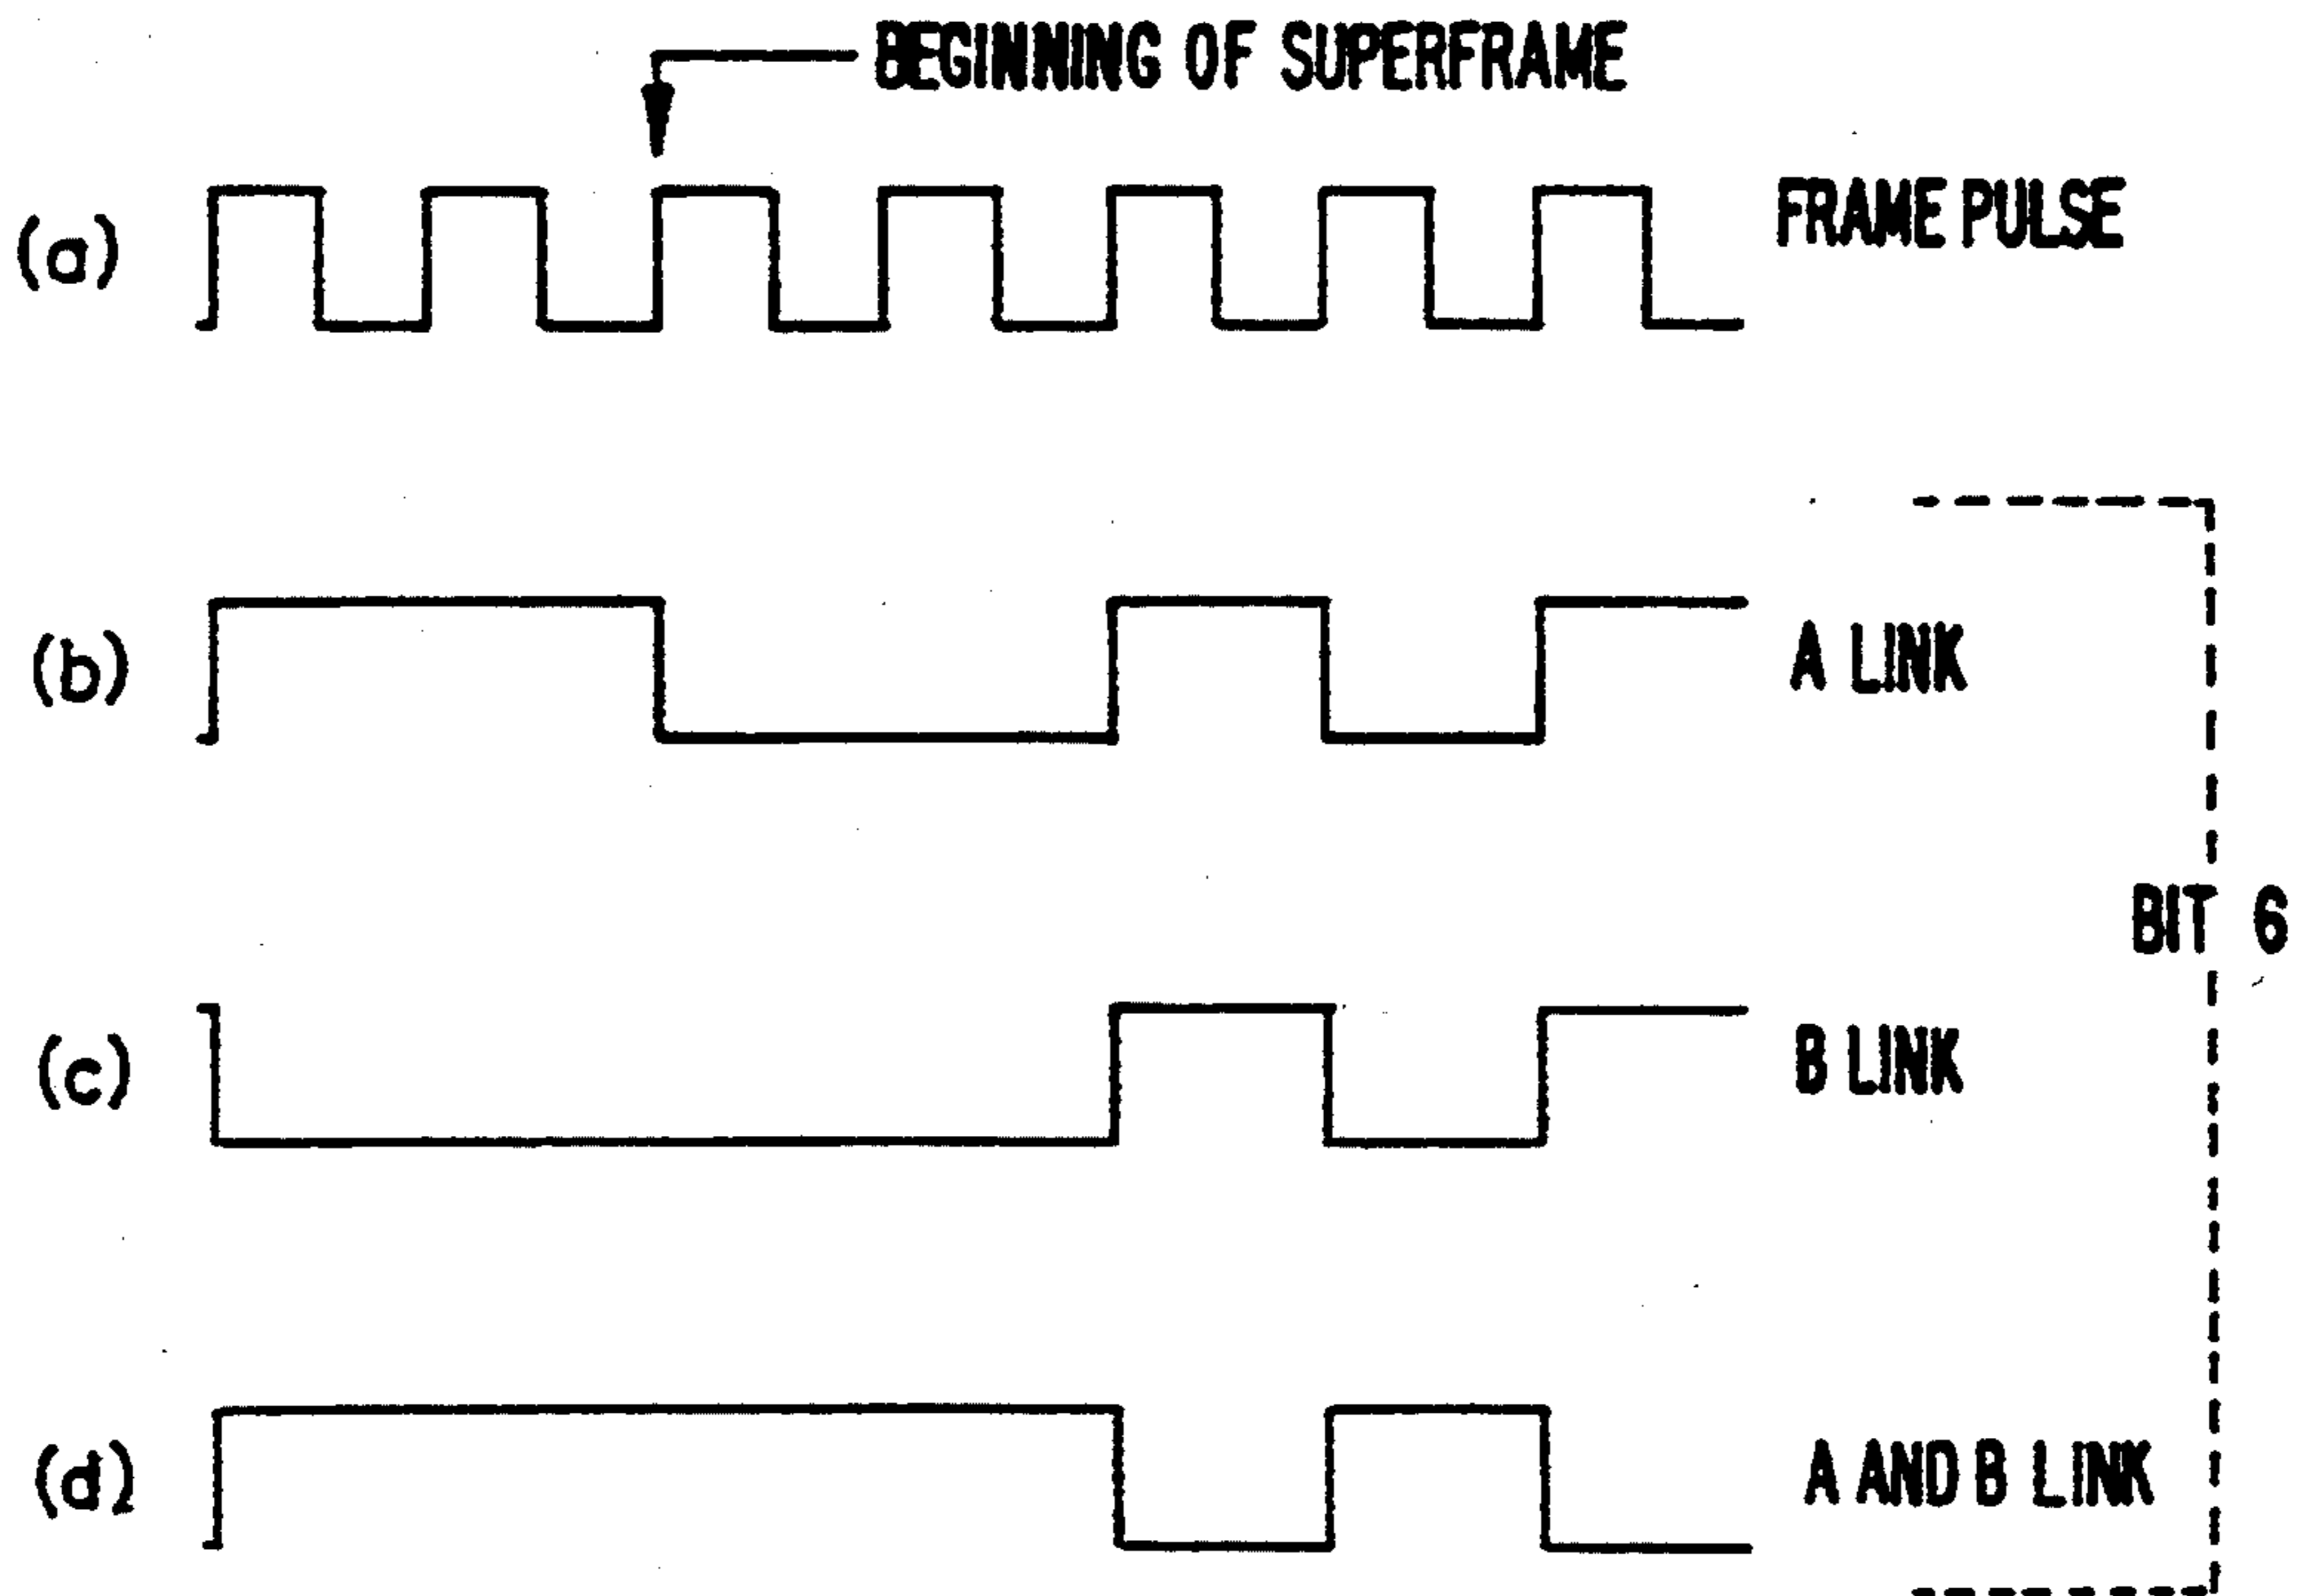 BEGINNING OF SUPERFRAME
(a)
FRAME PULSE
(b)
A LINK
BIT 6
(c)
B LINK
(d)
A AND B LINK